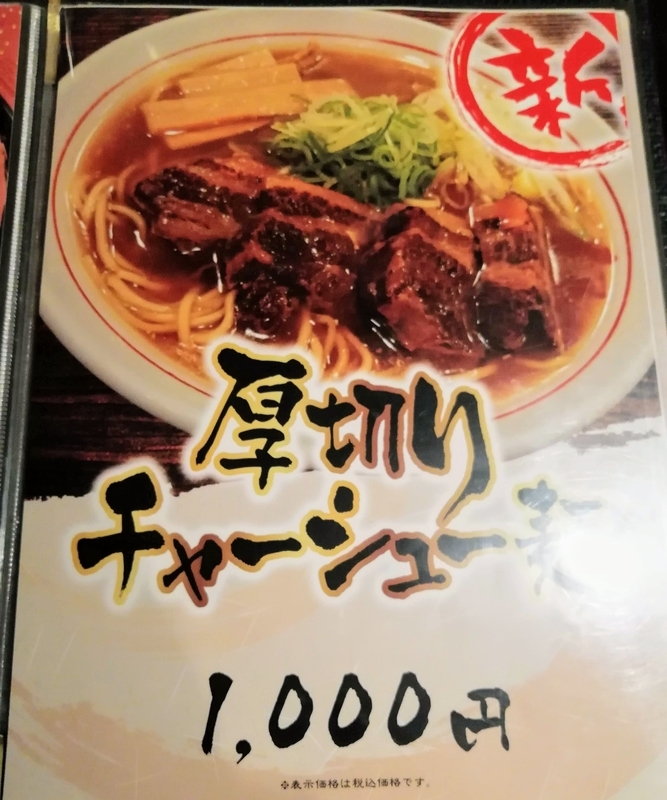 新
厚切り
チャーシュー麺
1,000円
※表示価格は税込価格です。